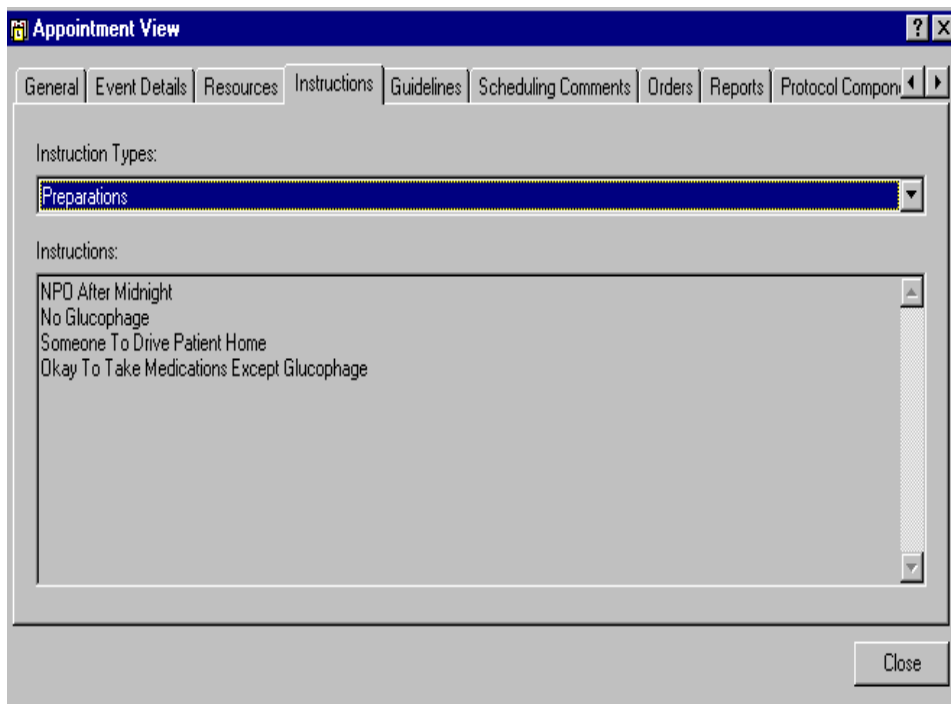 Appointment View
General Event Details Resources Instructions Guidelines Scheduling Comments Orders Reports Protocol
Instruction Types:
Preparations
Instructions:
NPO After Midnight
No Glucophage
Someone To Drive Patient Home
Okay To Take Medications Except Glucophage
Close